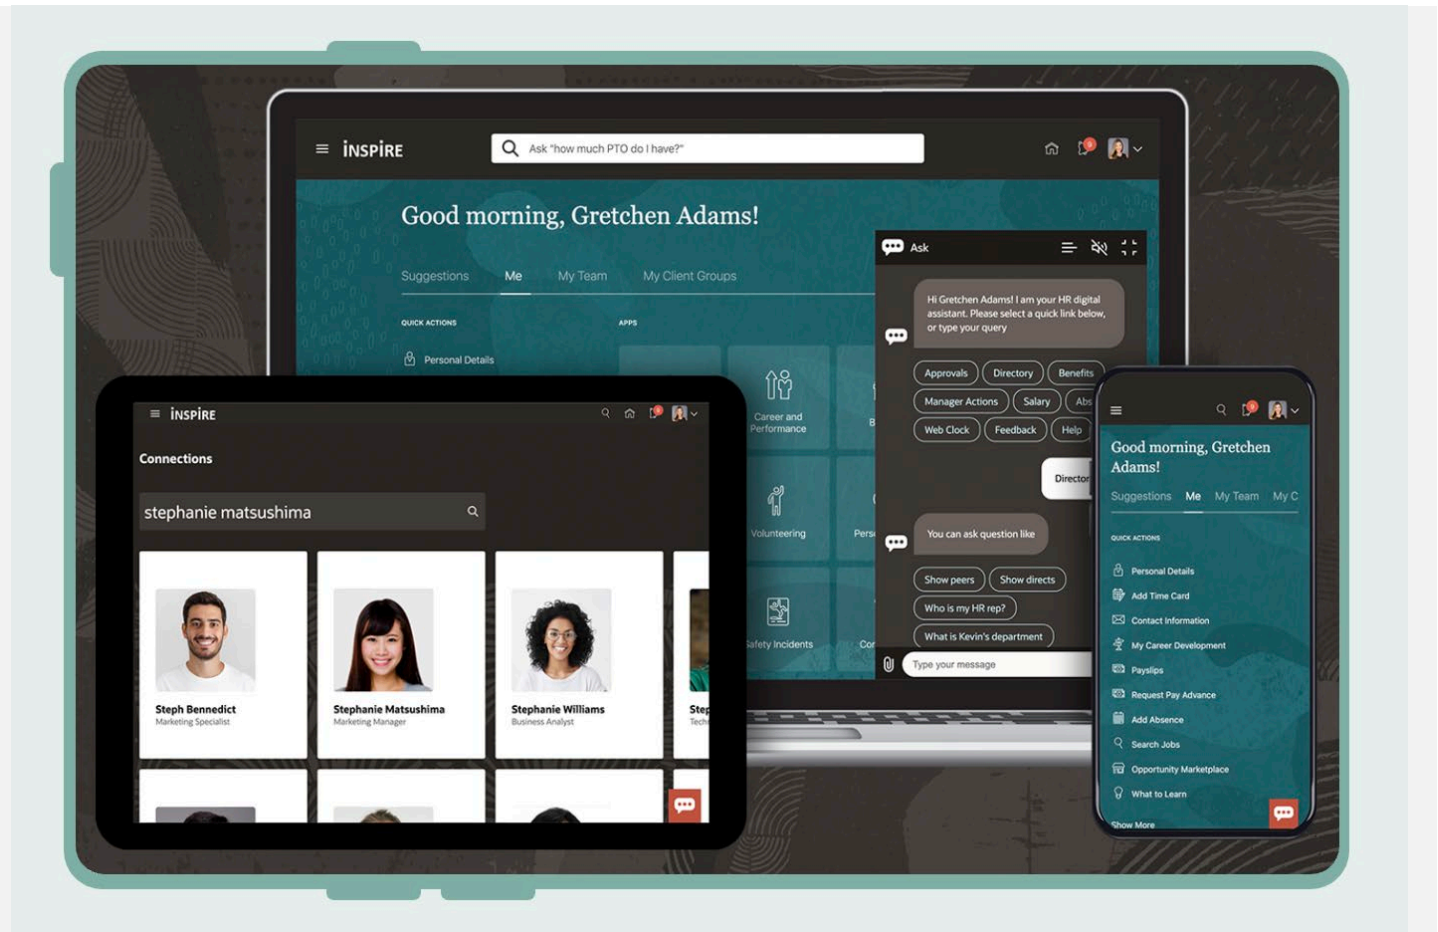 INSPIRE
Ask "how much PTO do I have?"
Good morning, Gretchen Adams!
Suggestions Me My Team My Client Groups
QUICK ACTIONS
APPS
Personal Details
Career and
Performance
Volunteering
Safety Incidents
Ask
Hi Gretchen Adams! I am your HR digital
assistant. Please select a quick link below,
or type your query
Approvals Directory Benefits
Manager Actions Salary Abs
Web Clock Feedback Help
Director
You can ask question like
Show peers Show directs
Who is my HR rep?
What is Kevin's department
Type your message
INSPIRE
Connections
stephanie matsushima
Steph Bennedict
Marketing Specialist
Stephanie Matsushima
Marketing Manager
Stephanie Williams
Business Analyst
Step
Techn
Good morning, Gretchen
Adams!
Suggestions Me My Team My C
QUICK ACTIONS
Personal Details
Add Time Card
Contact Information
My Career Development
Payslips
Request Pay Advance
Add Absence
Search Jobs
Opportunity Marketplace
What to Learn
Show More